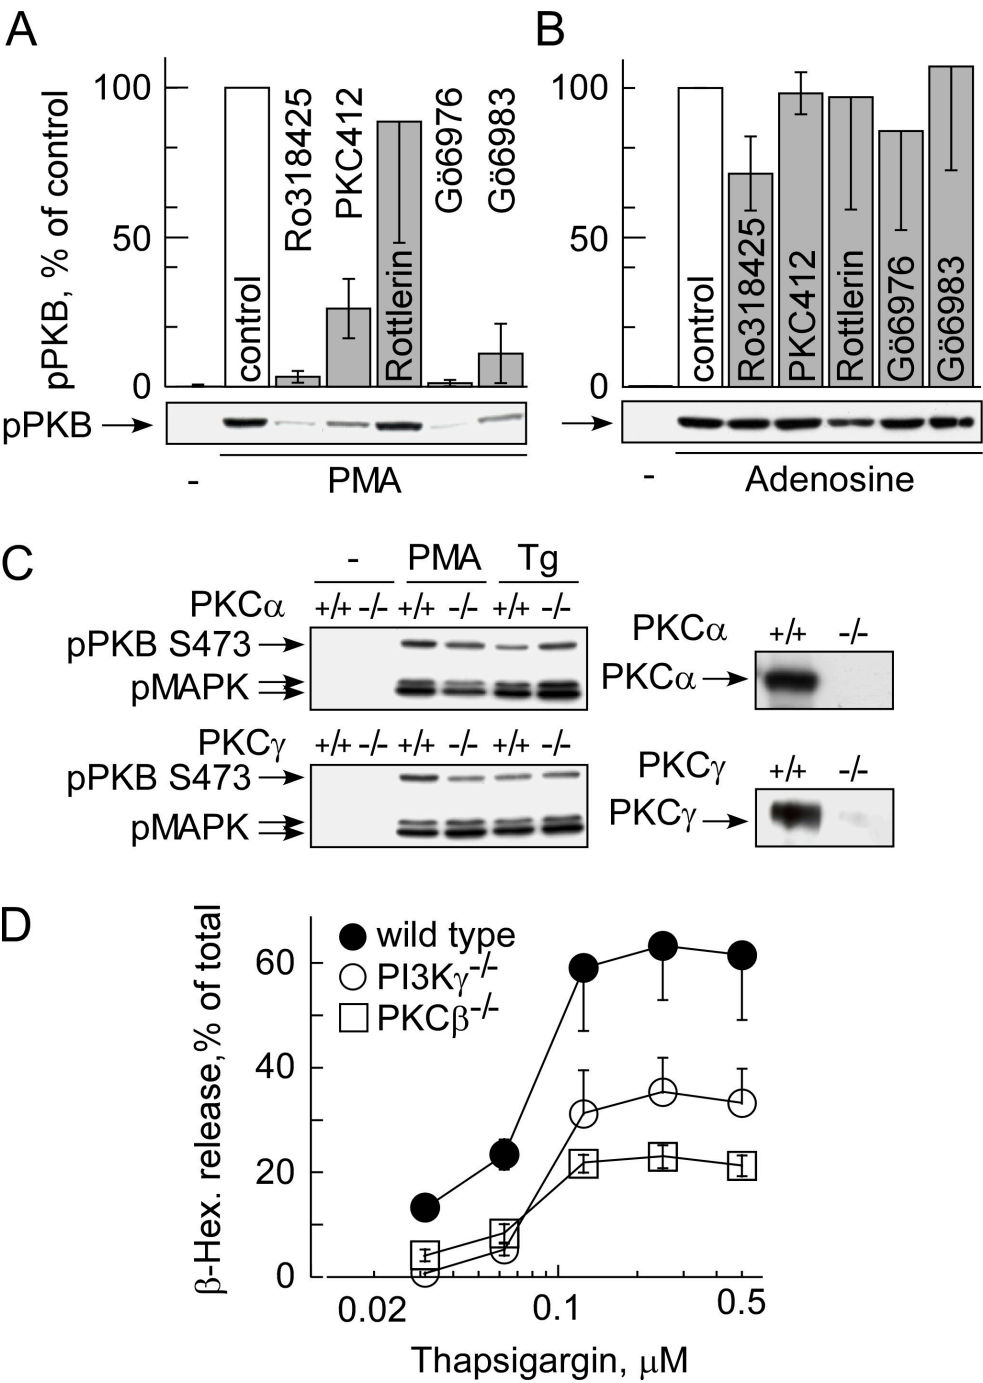 A
pPKB, % of control
100
50
0
control
Ro318425
PKC412
Rottlerin
Gö6976
Gö6983
pPKB
-
PMA
B
100
50
0
control
Ro318425
PKC412
Rottlerin
Gö6976
Gö6983
-
Adenosine
C
- PMA Tg
PKCα +/+ -/- +/+ -/- +/+ -/-
pPKB S473
pMAPK
PKCγ +/+ -/- +/+ -/- +/+ -/-
pPKB S473
pMAPK
PKCα +/+ -/-
PKCα
PKCγ +/+ -/-
PKCγ
D
β-Hex. release,% of total
60
40
20
0
wild type
PI3Kγ-/-
PKCβ-/-
0.02 0.1 0.5
Thapsigargin, μM